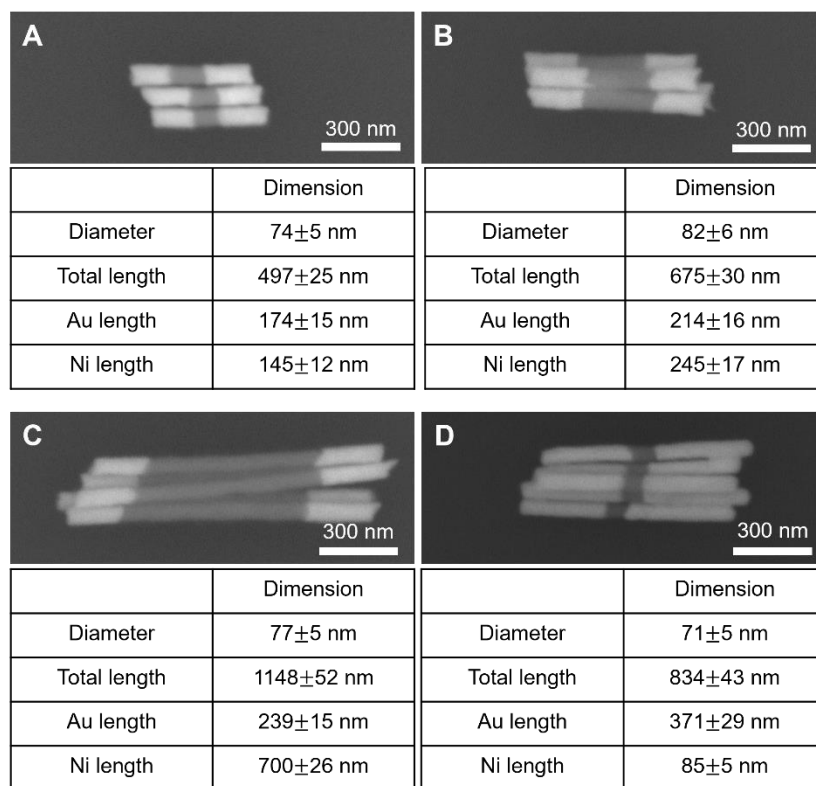 A
300 nm
Dimension
Diameter 74±5 nm
Total length 497±25 nm
Au length 174±15 nm
Ni length 145±12 nm
B
300 nm
Dimension
Diameter 82±6 nm
Total length 675±30 nm
Au length 214±16 nm
Ni length 245±17 nm
C
300 nm
Dimension
Diameter 77±5 nm
Total length 1148±52 nm
Au length 239±15 nm
Ni length 700±26 nm
D
300 nm
Dimension
Diameter 71±5 nm
Total length 834±43 nm
Au length 371±29 nm
Ni length 85±5 nm